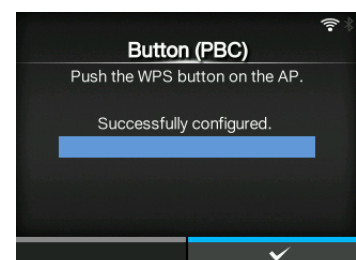 Button (PBC)
Push the WPS button on the AP.
Successfully configured.